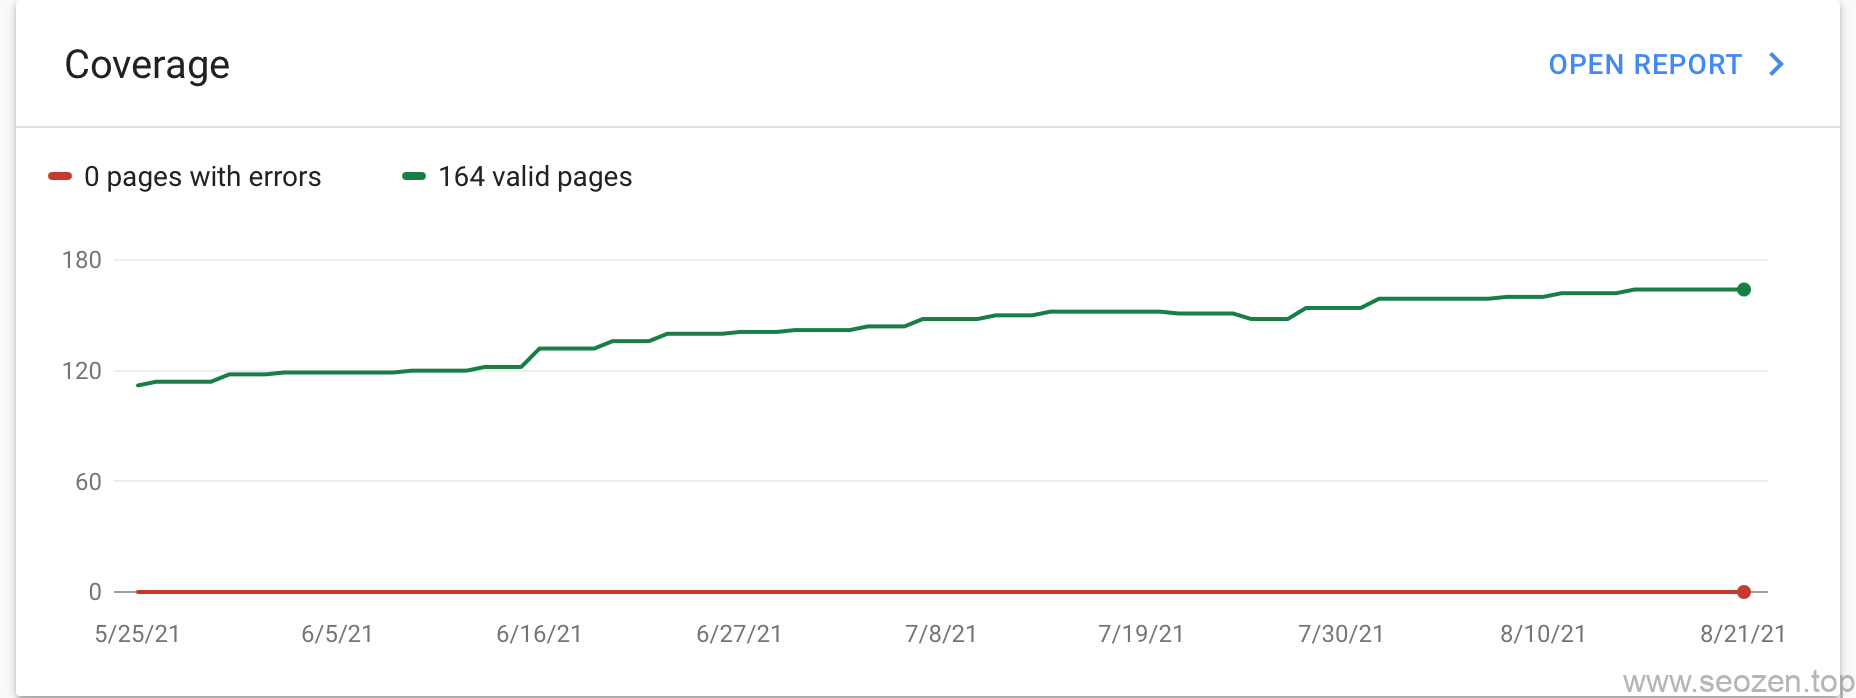 Coverage
OPEN REPORT
0 pages with errors
164 valid pages
180
120
60
0
5/25/21 6/5/21 6/16/21 6/27/21 7/8/21 7/19/21 7/30/21 8/10/21 8/21/21
www.seozen.top